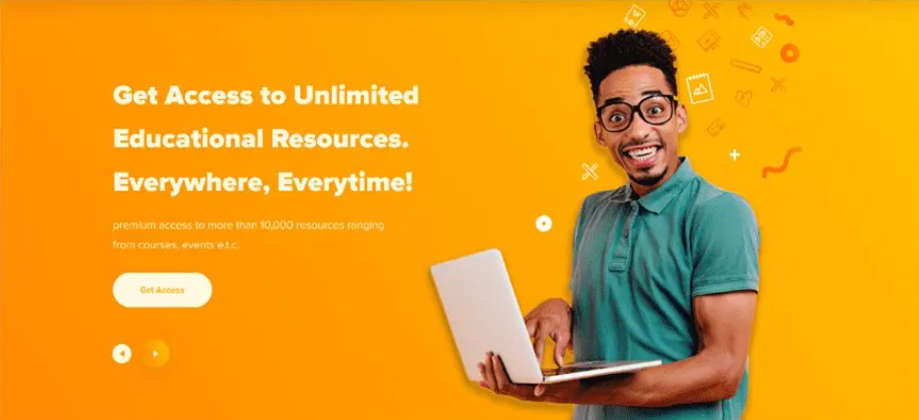 Get Access to Unlimited
Educational Resources.
Everywhere, Everytime!
premium access to more than 10,000 resources ranging
from courses, events e.t.c.
Get Access